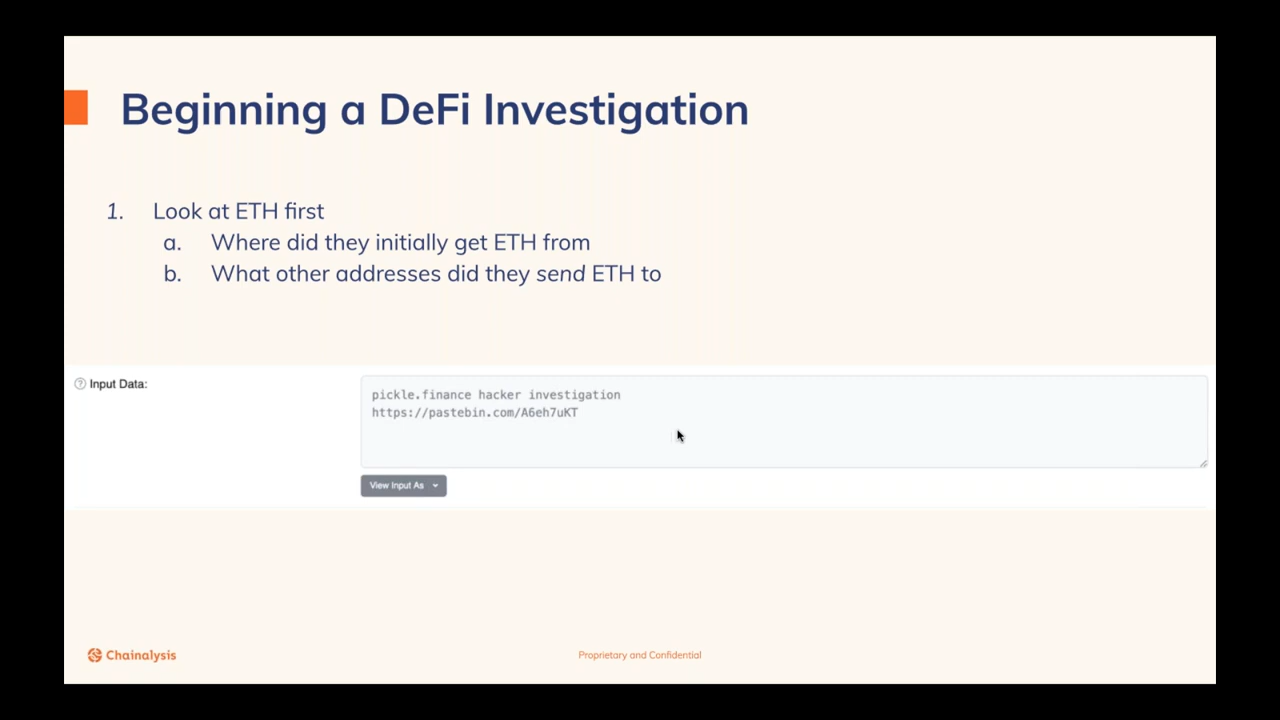 Beginning a DeFi Investigation
1. Look at ETH first
a. Where did they initially get ETH from
b. What other addresses did they send ETH to
? Input Data:
pickle.finance hacker investigation
https://pastebin.com/A6eh7uKT
View Input As
Chainalysis
Proprietary and Confidential